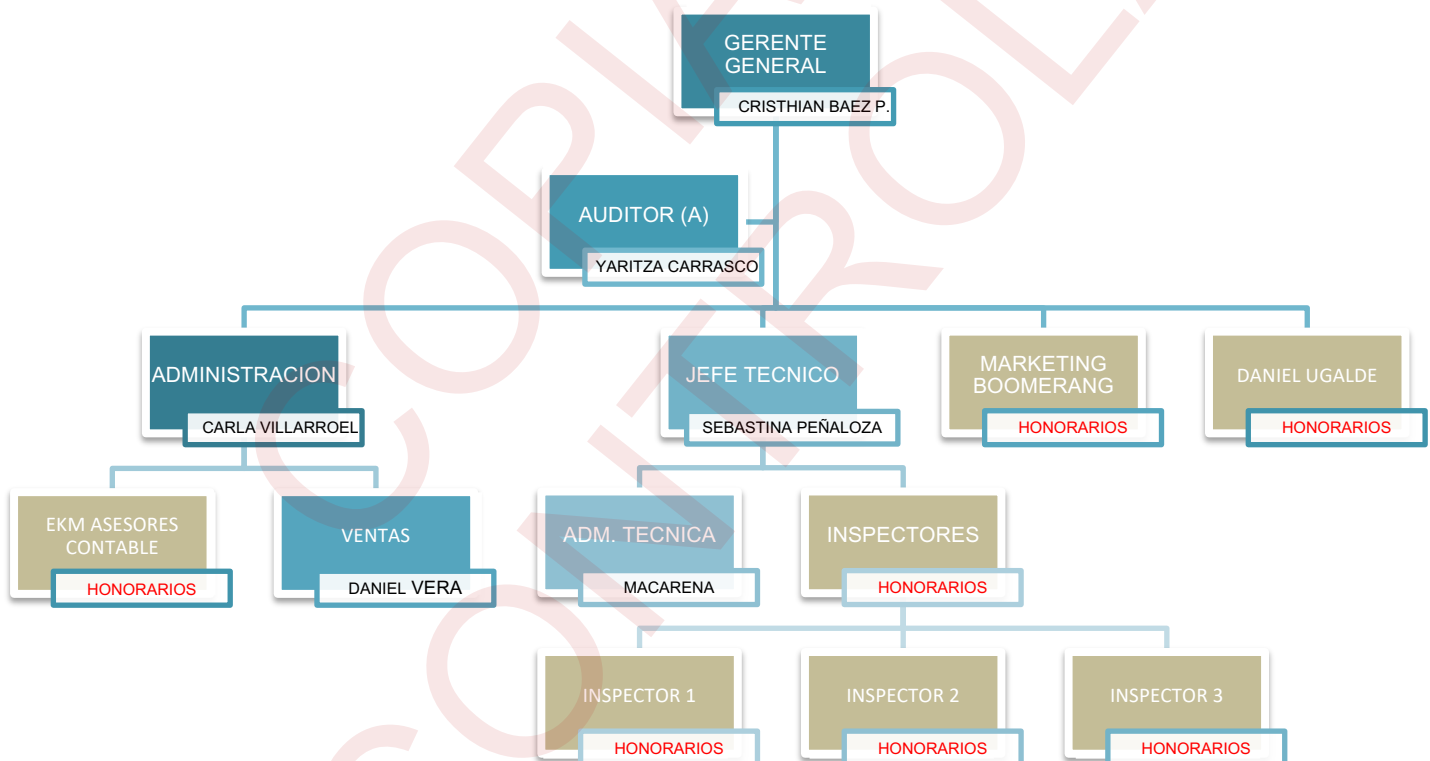 GERENTE
GENERAL
CRISTHIAN BAEZ P.
AUDITOR (A)
YARITZA CARRASCO
ADMINISTRACION
CARLA VILLARROEL
JEFE TECNICO
SEBASTINA PEÑALOZA
MARKETING
BOOMERANG
HONORARIOS
DANIEL UGALDE
HONORARIOS
EKM ASESORES
CONTABLE
HONORARIOS
VENTAS
DANIEL VERA
ADM. TECNICA
MACARENA
INSPECTORES
HONORARIOS
INSPECTOR 1
HONORARIOS
INSPECTOR 2
HONORARIOS
INSPECTOR 3
HONORARIOS